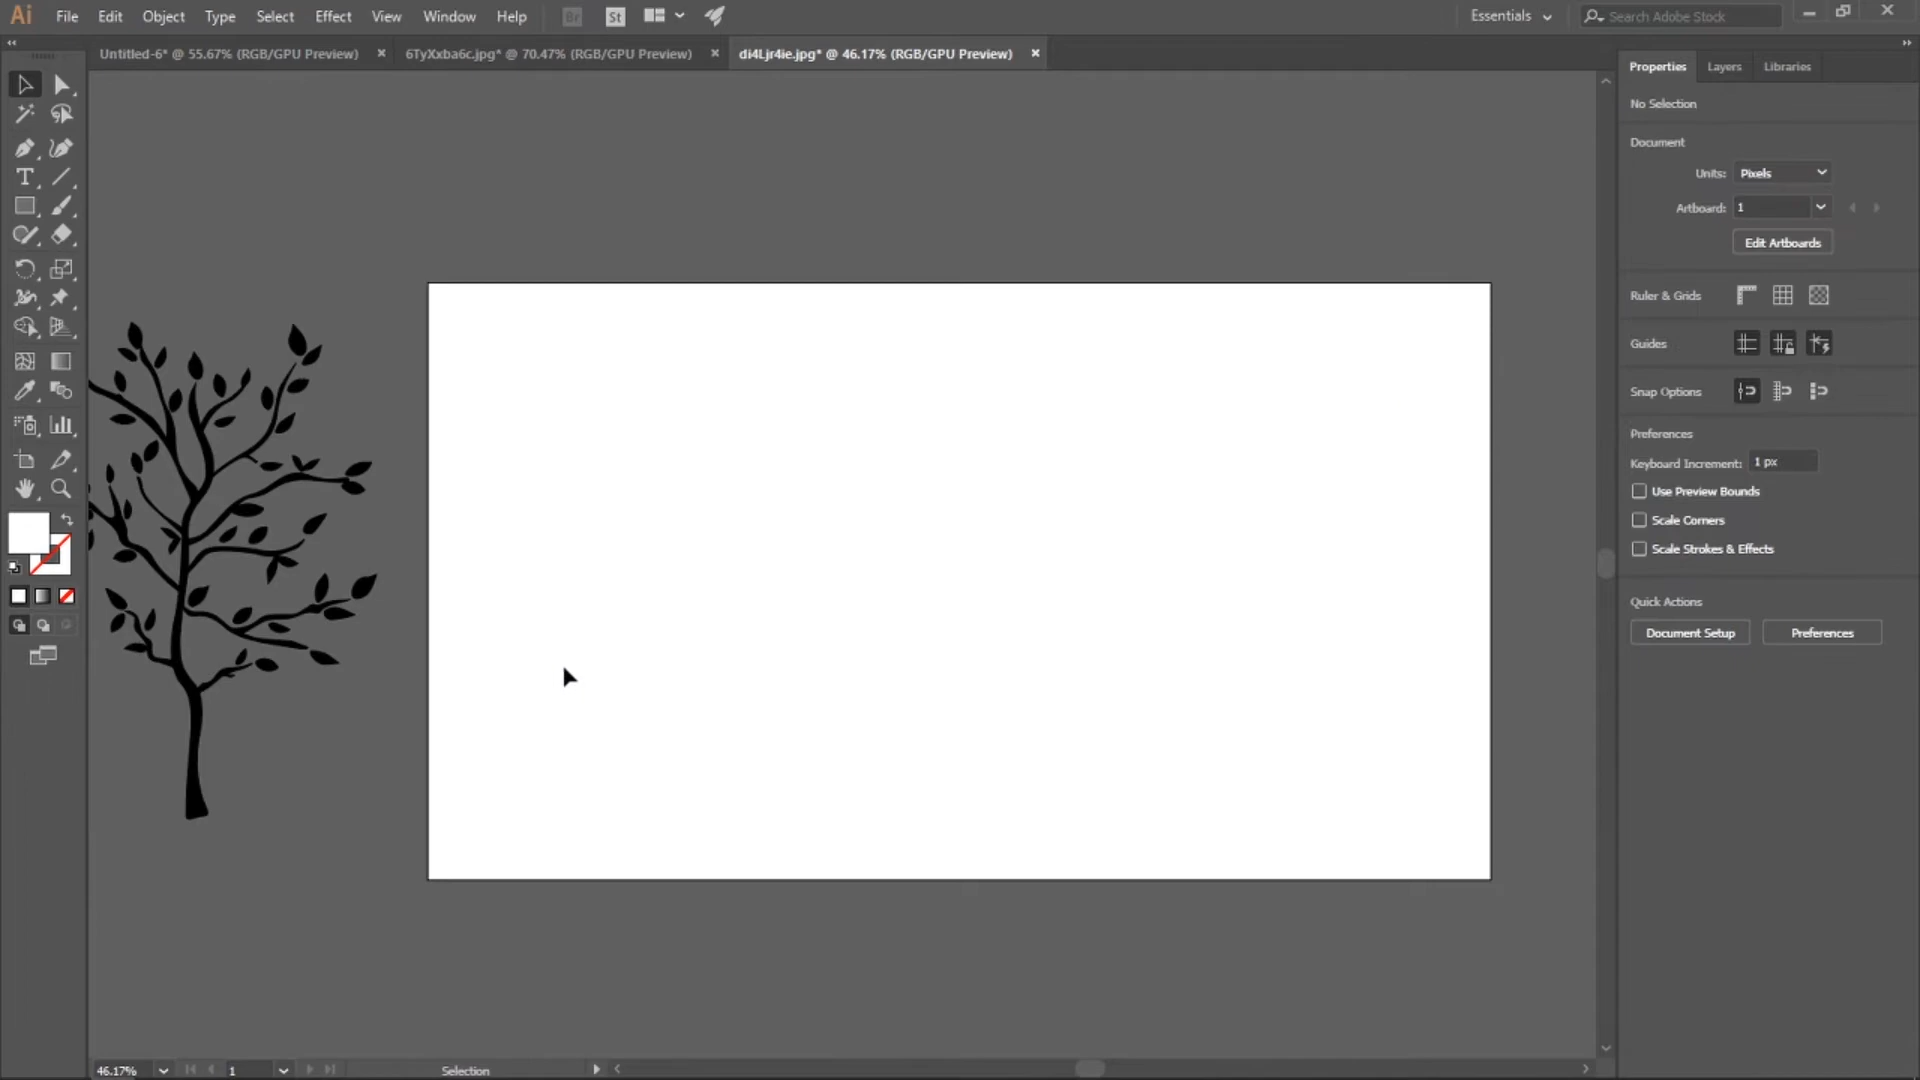 Ai File Edit Object Type Select Effect View Window Help Br St Essentials Search Adobe Stock
Untitled-6* @ 55.67% (RGB/GPU Preview) × 6TyXxba6c.jpg* @ 70.47% (RGB/GPU Preview) × di4Ljr4ie.jpg* @ 46.17% (RGB/GPU Preview) ×
Properties Layers Libraries
No Selection
Document
Units: Pixels
Artboard: 1
Edit Artboards
Ruler & Grids
Guides
Snap Options
Preferences
Keyboard Increment: 1 px
Use Preview Bounds
Scale Corners
Scale Strokes & Effects
Quick Actions
Document Setup Preferences
46.17% 1 Selection